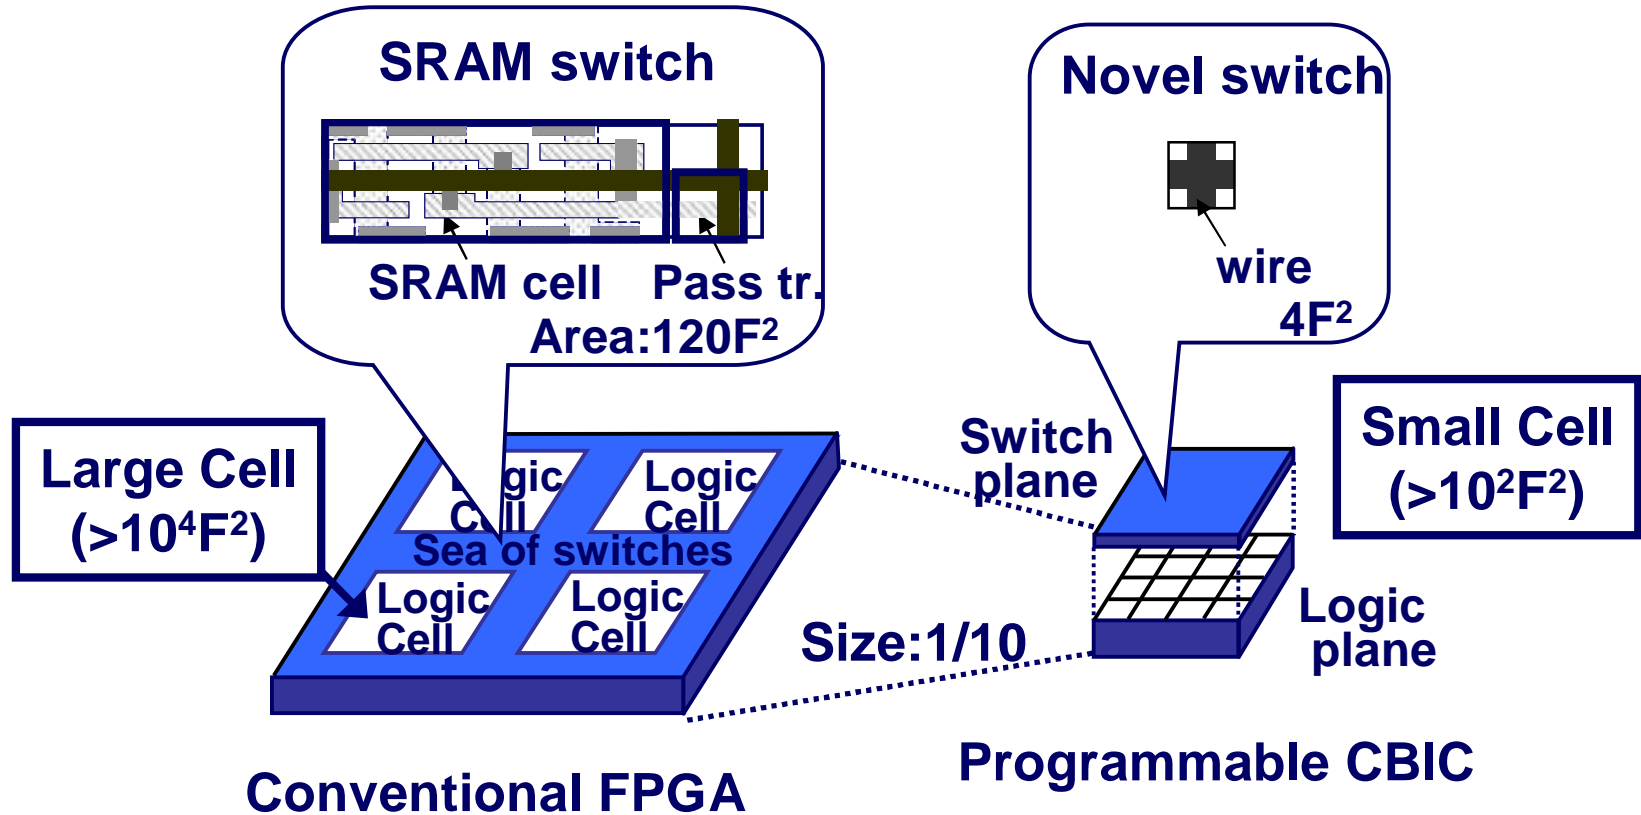 SRAM switch
SRAM cell
Pass tr.
Area:120F²
Novel switch
wire
4F²
Large Cell
(>10⁴F²)
Logic
Cell
Logic
Cell
Sea of switches
Logic
Cell
Logic
Cell
Switch
plane
Small Cell
(>10²F²)
Logic
plane
Size:1/10
Conventional FPGA
Programmable CBIC